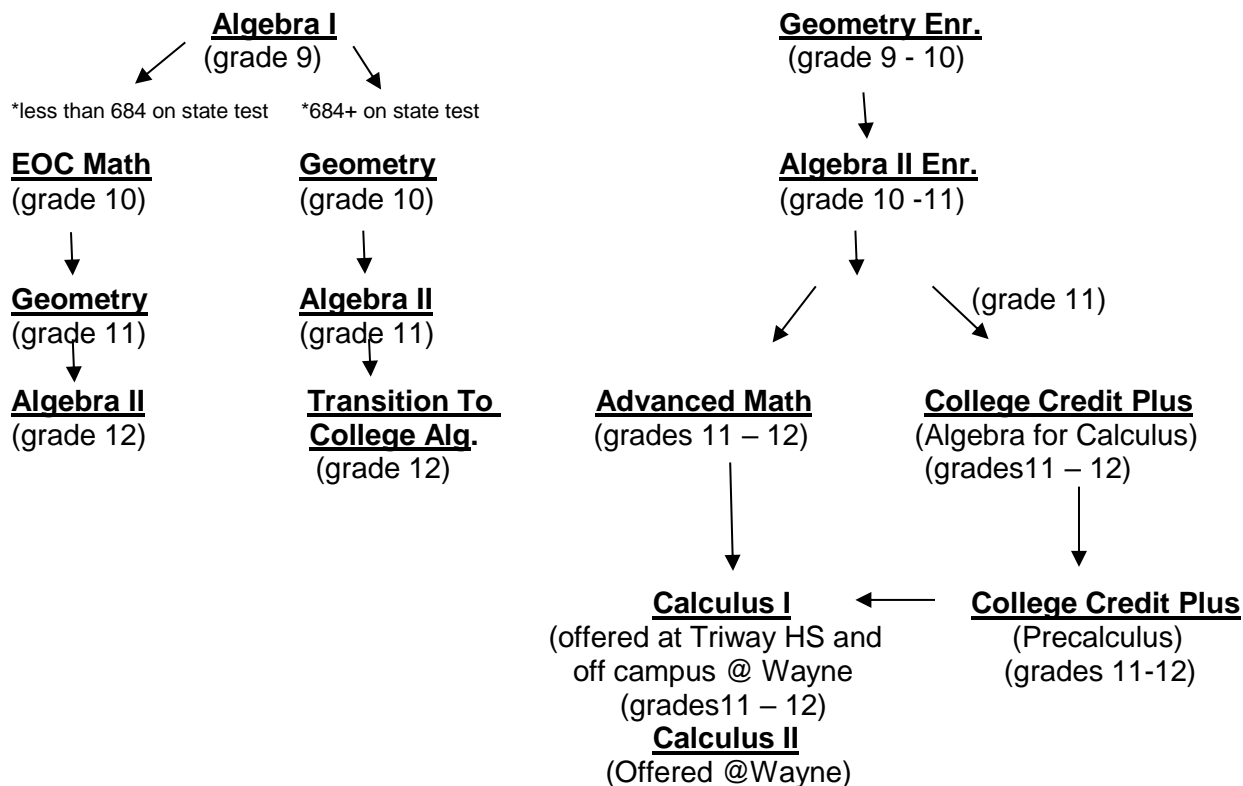 Algebra I
(grade 9)
*less than 684 on state test
*684+ on state test
EOC Math
(grade 10)
Geometry
(grade 10)
Geometry
(grade 11)
Algebra II
(grade 11)
Algebra II
(grade 12)
Transition To
College Alg.
(grade 12)
Geometry Enr.
(grade 9 - 10)
Algebra II Enr.
(grade 10 -11)
(grade 11)
Advanced Math
(grades 11 – 12)
College Credit Plus
(Algebra for Calculus)
(grades11 – 12)
Calculus I
(offered at Triway HS and
off campus @ Wayne
(grades11 – 12)
College Credit Plus
(Precalculus)
(grades 11-12)
Calculus II
(Offered @Wayne)